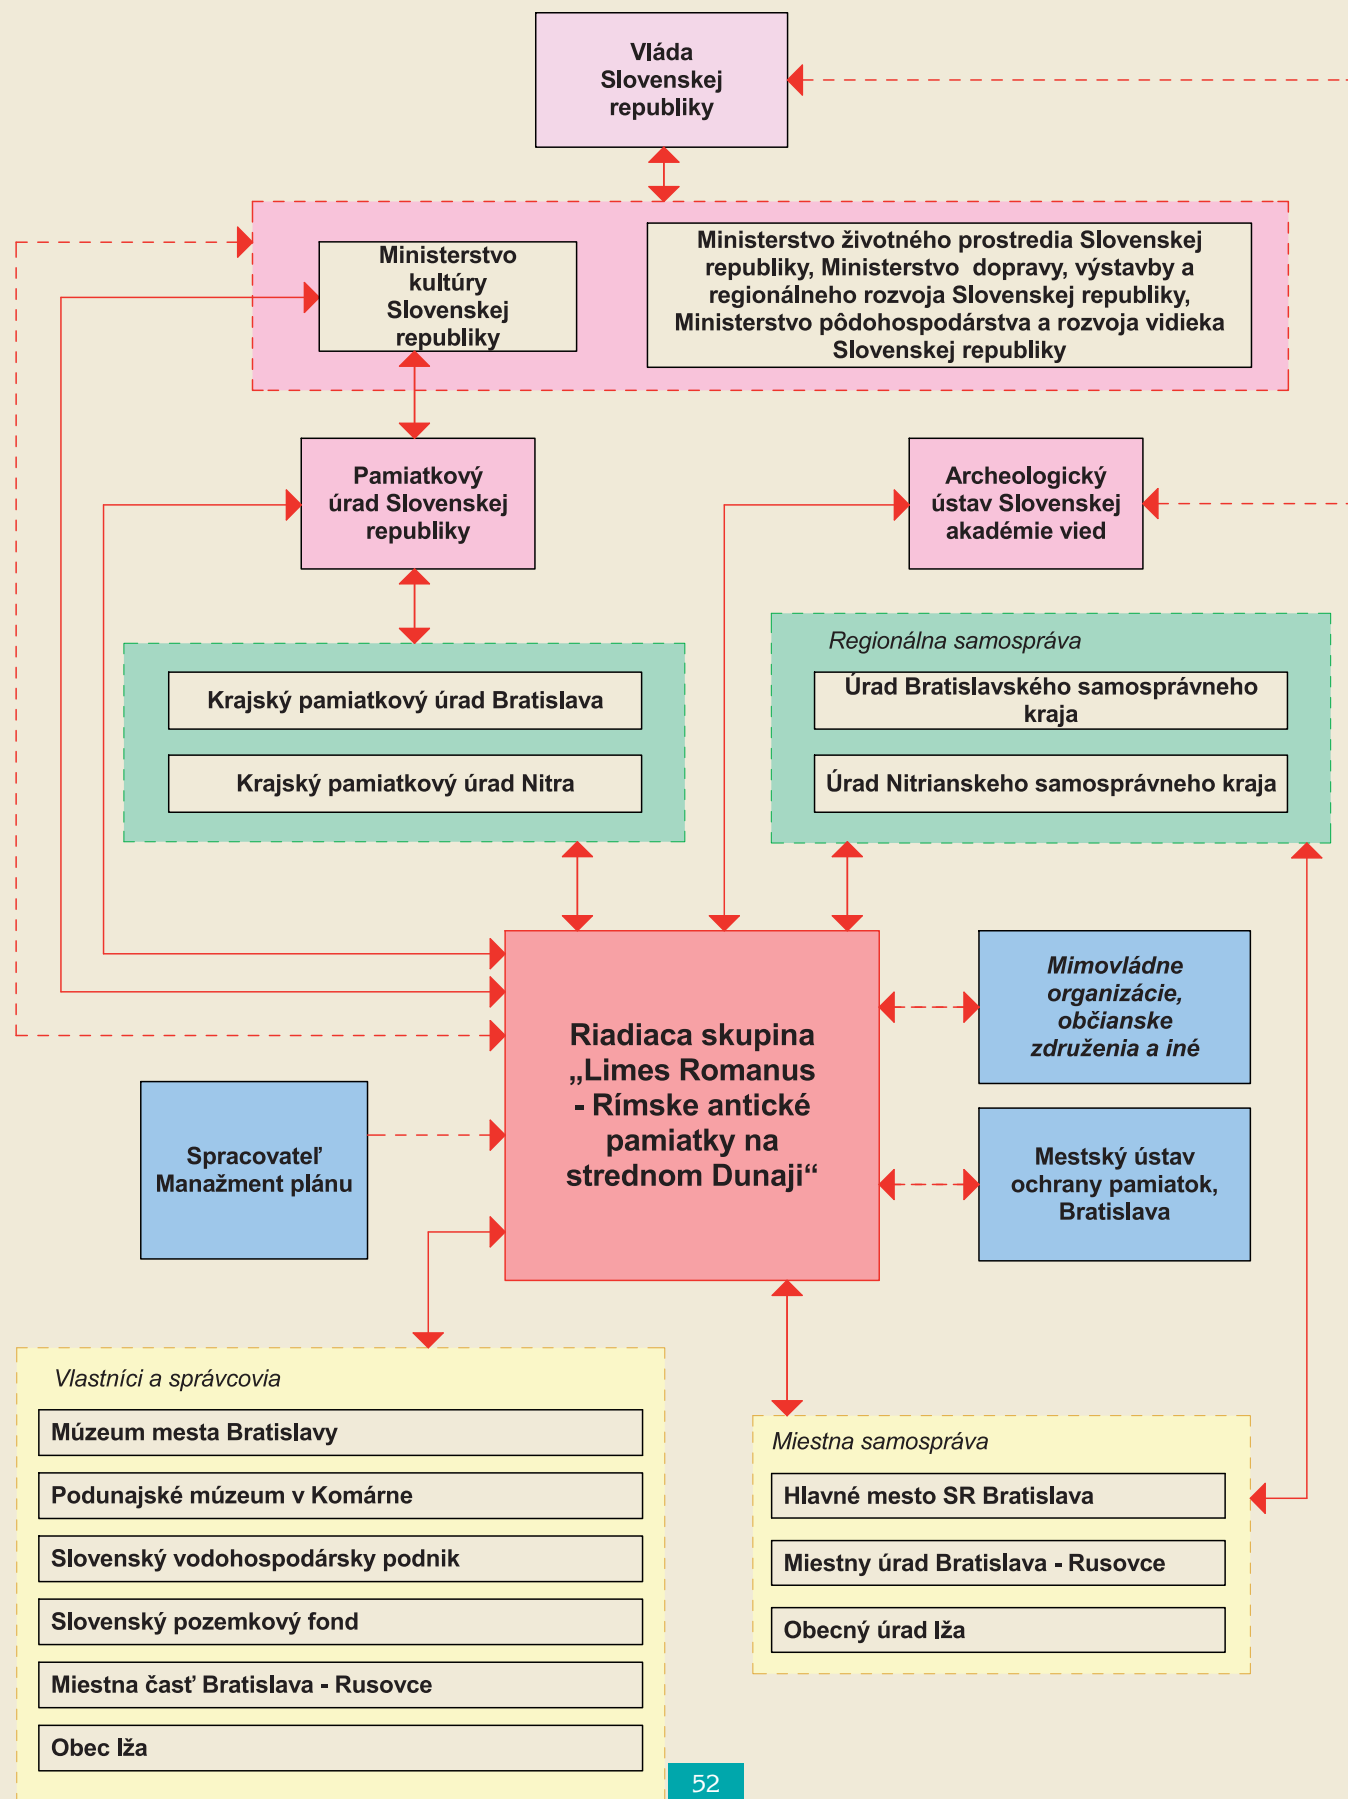 Vláda
Slovenskej
republiky
Ministerstvo
kultúry
Slovenskej
republiky
Ministerstvo životného prostredia Slovenskej
republiky, Ministerstvo dopravy, výstavby a
regionálneho rozvoja Slovenskej republiky,
Ministerstvo pôdohospodárstva a rozvoja vidieka
Slovenskej republiky
Pamiatkový
úrad Slovenskej
republiky
Archeologický
ústav Slovenskej
akadémie vied
Krajský pamiatkový úrad Bratislava
Krajský pamiatkový úrad Nitra
Regionálna samospráva
Úrad Bratislavského samosprávneho
kraja
Úrad Nitrianskeho samosprávneho kraja
Riadiaca skupina
„Limes Romanus
- Rímske antické
pamiatky na
strednom Dunaji“
Mimovládne
organizácie,
občianske
združenia a iné
Spracovateľ
Manažment plánu
Mestský ústav
ochrany pamiatok,
Bratislava
Vlastníci a správcovia
Múzeum mesta Bratislavy
Podunajské múzeum v Komárne
Slovenský vodohospodársky podnik
Slovenský pozemkový fond
Miestna časť Bratislava - Rusovce
Obec Iža
Miestna samospráva
Hlavné mesto SR Bratislava
Miestny úrad Bratislava - Rusovce
Obecný úrad Iža
52